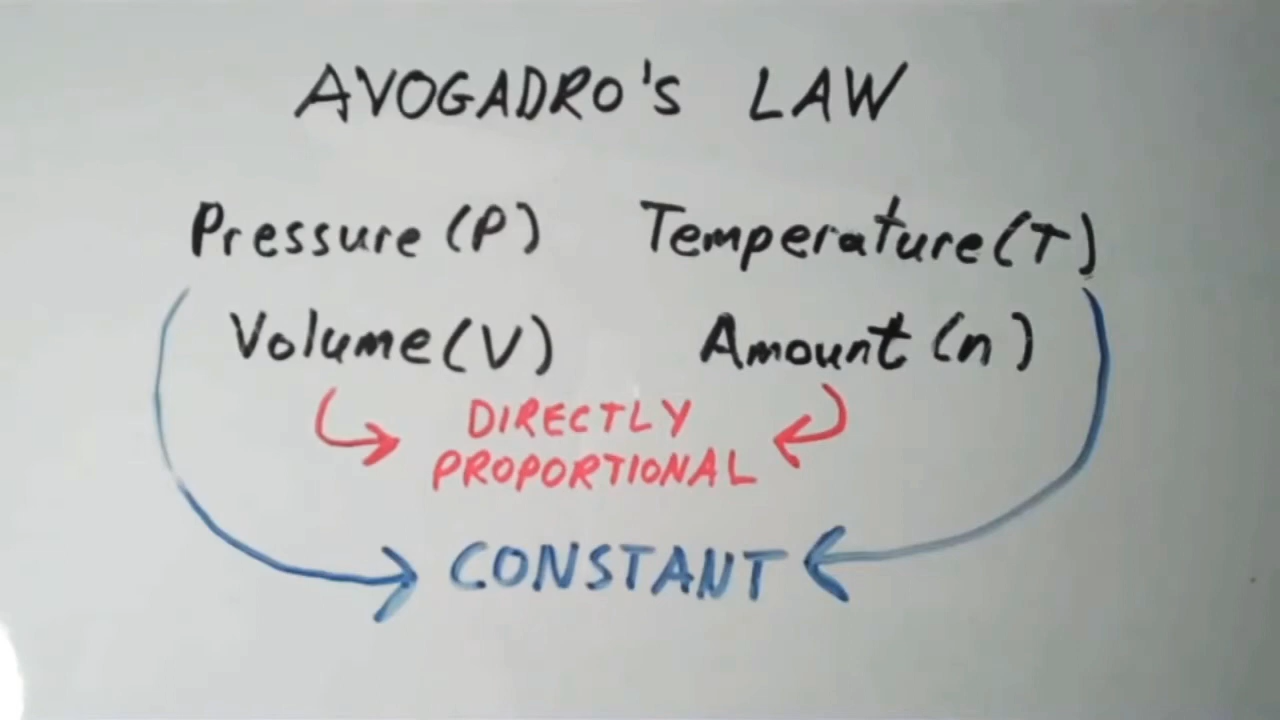 AVOGADRO's LAW
Pressure (P) Temperature (T)
Volume (V) Amount (n)
DIRECTLY
PROPORTIONAL
CONSTANT